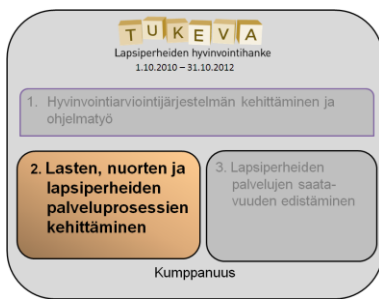 TUKEVA
Lapsiperheiden hyvinvointihanke
1.10.2010 – 31.10.2012
1. Hyvinvointiarviointijärjestelmän kehittäminen ja
ohjelmatyö
2. Lasten, nuorten ja
lapsiperheiden
palveluprosessien
kehittäminen
3. Lapsiperheiden
palvelujen saata-
vuuden edistäminen
Kumppanuus